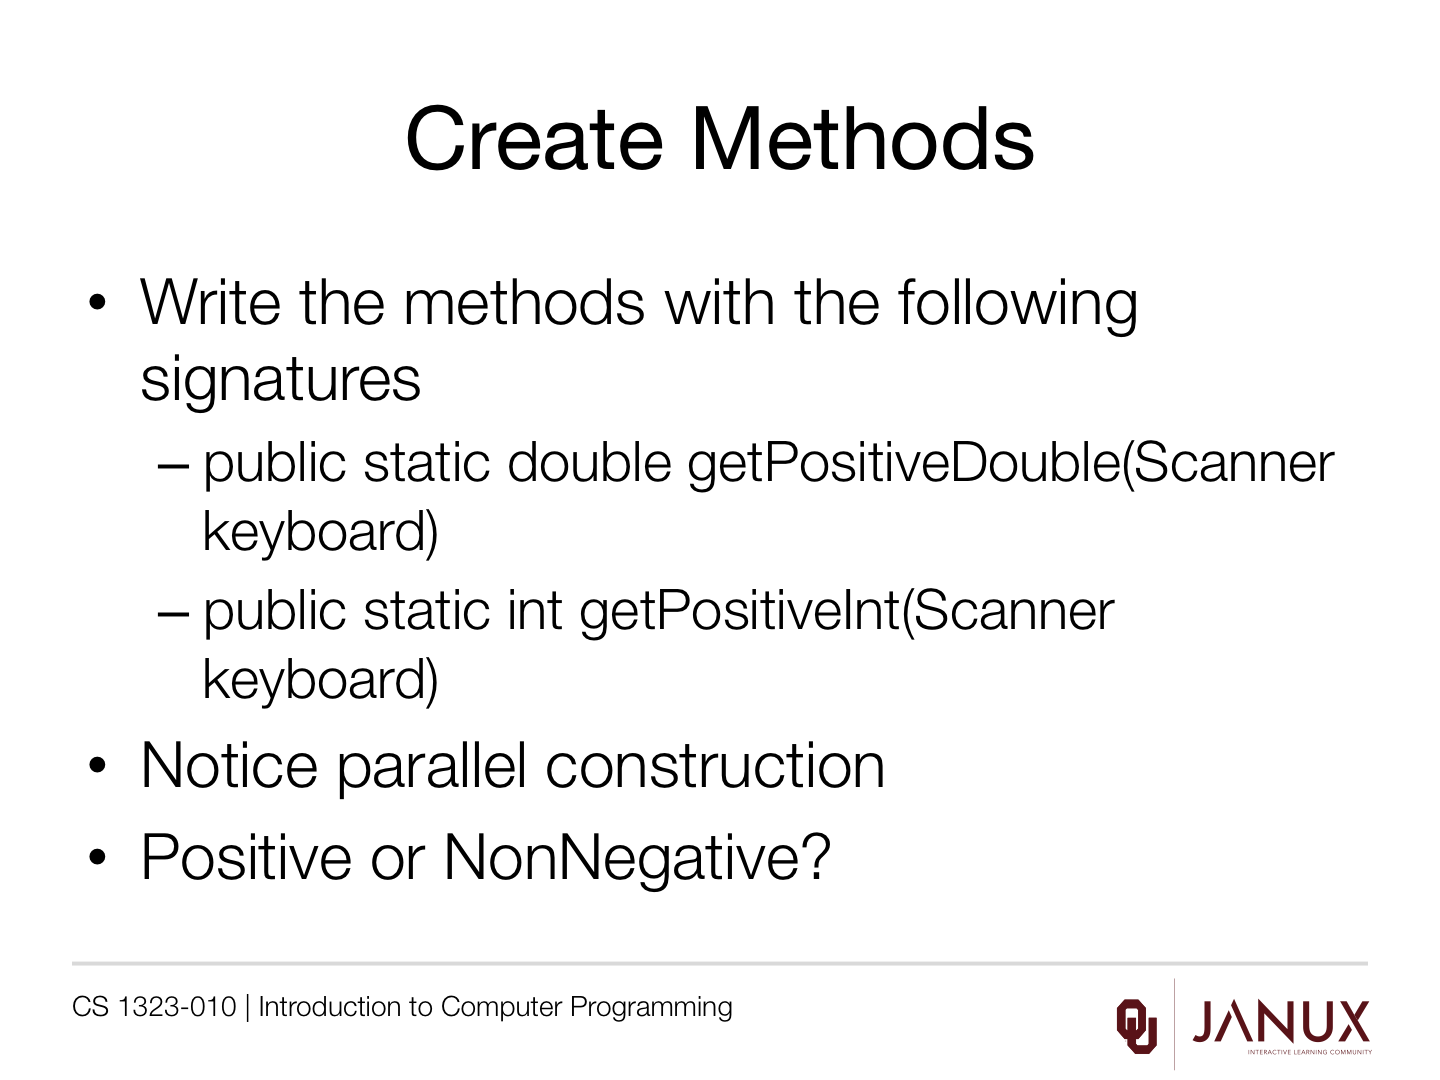 Create Methods
• Write the methods with the following
signatures
– public static double getPositiveDouble(Scanner
keyboard)
– public static int getPositiveInt(Scanner
keyboard)
• Notice parallel construction
• Positive or NonNegative?
CS 1323-010 | Introduction to Computer Programming
OU
JANUX
INTERACTIVE LEARNING COMMUNITY